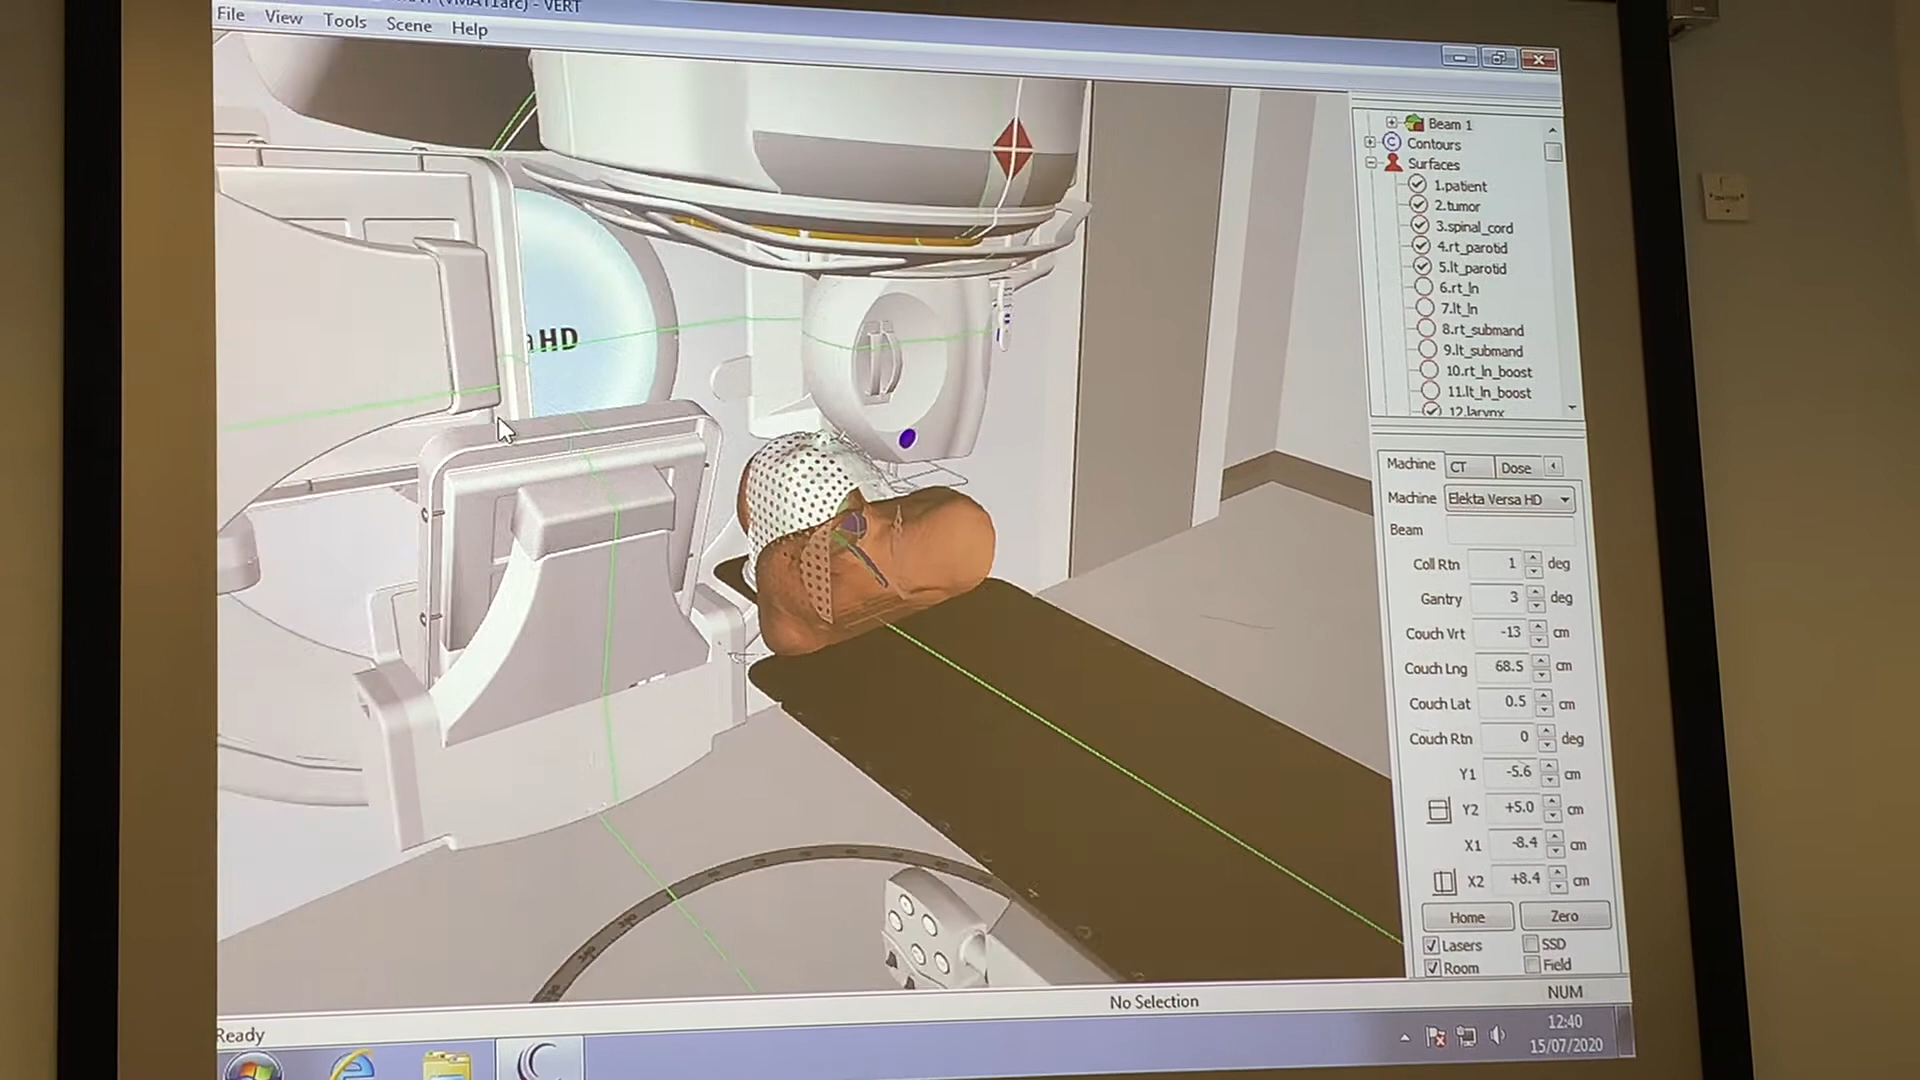 (VMAT1arc) - VERT
File View Tools Scene Help
Beam 1
Contours
Surfaces
1.patient
2.tumor
3.spinal_cord
4.rt_parotid
5.lt_parotid
6.rt_ln
7.lt_ln
8.rt_submand
9.lt_submand
10.rt_ln_boost
11.lt_ln_boost
12.larynx
aHD
Machine CT Dose
Machine Elekta Versa HD
Beam
Coll Rtn 1 deg
Gantry 3 deg
Couch Vrt -13 cm
Couch Lng 68.5 cm
Couch Lat 0.5 cm
Couch Rtn 0 deg
Y1 -5.6 cm
Y2 +5.0 cm
X1 -8.4 cm
X2 +8.4 cm
Home Zero
Lasers SSD
Room Field
No Selection
NUM
Ready
12:40
15/07/2020